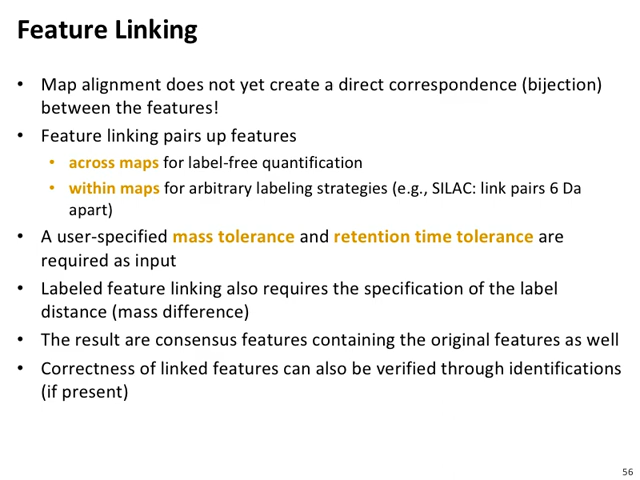 Feature Linking
• Map alignment does not yet create a direct correspondence (bijection)
between the features!
• Feature linking pairs up features
• across maps for label-free quantification
• within maps for arbitrary labeling strategies (e.g., SILAC: link pairs 6 Da
apart)
• A user-specified mass tolerance and retention time tolerance are
required as input
• Labeled feature linking also requires the specification of the label
distance (mass difference)
• The result are consensus features containing the original features as well
• Correctness of linked features can also be verified through identifications
(if present)
56